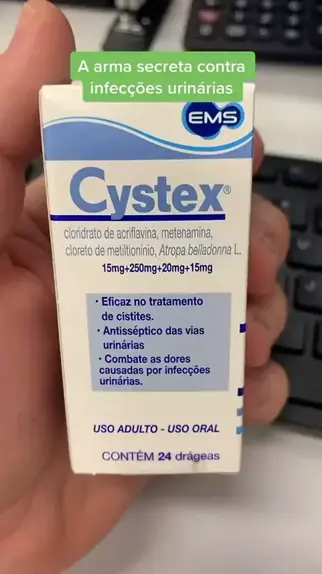 A arma secreta contra
infecções urinárias
EMS
Cystex®
cloridrato de acriflavina, metenamina,
cloreto de metiltionínio, Atropa belladonna L.
15mg+250mg+20mg+15mg
• Eficaz no tratamento
de cistites.
• Antisséptico das vias
urinárias
• Combate as dores
causadas por infecções
urinárias.
USO ADULTO - USO ORAL
CONTÉM 24 drágeas